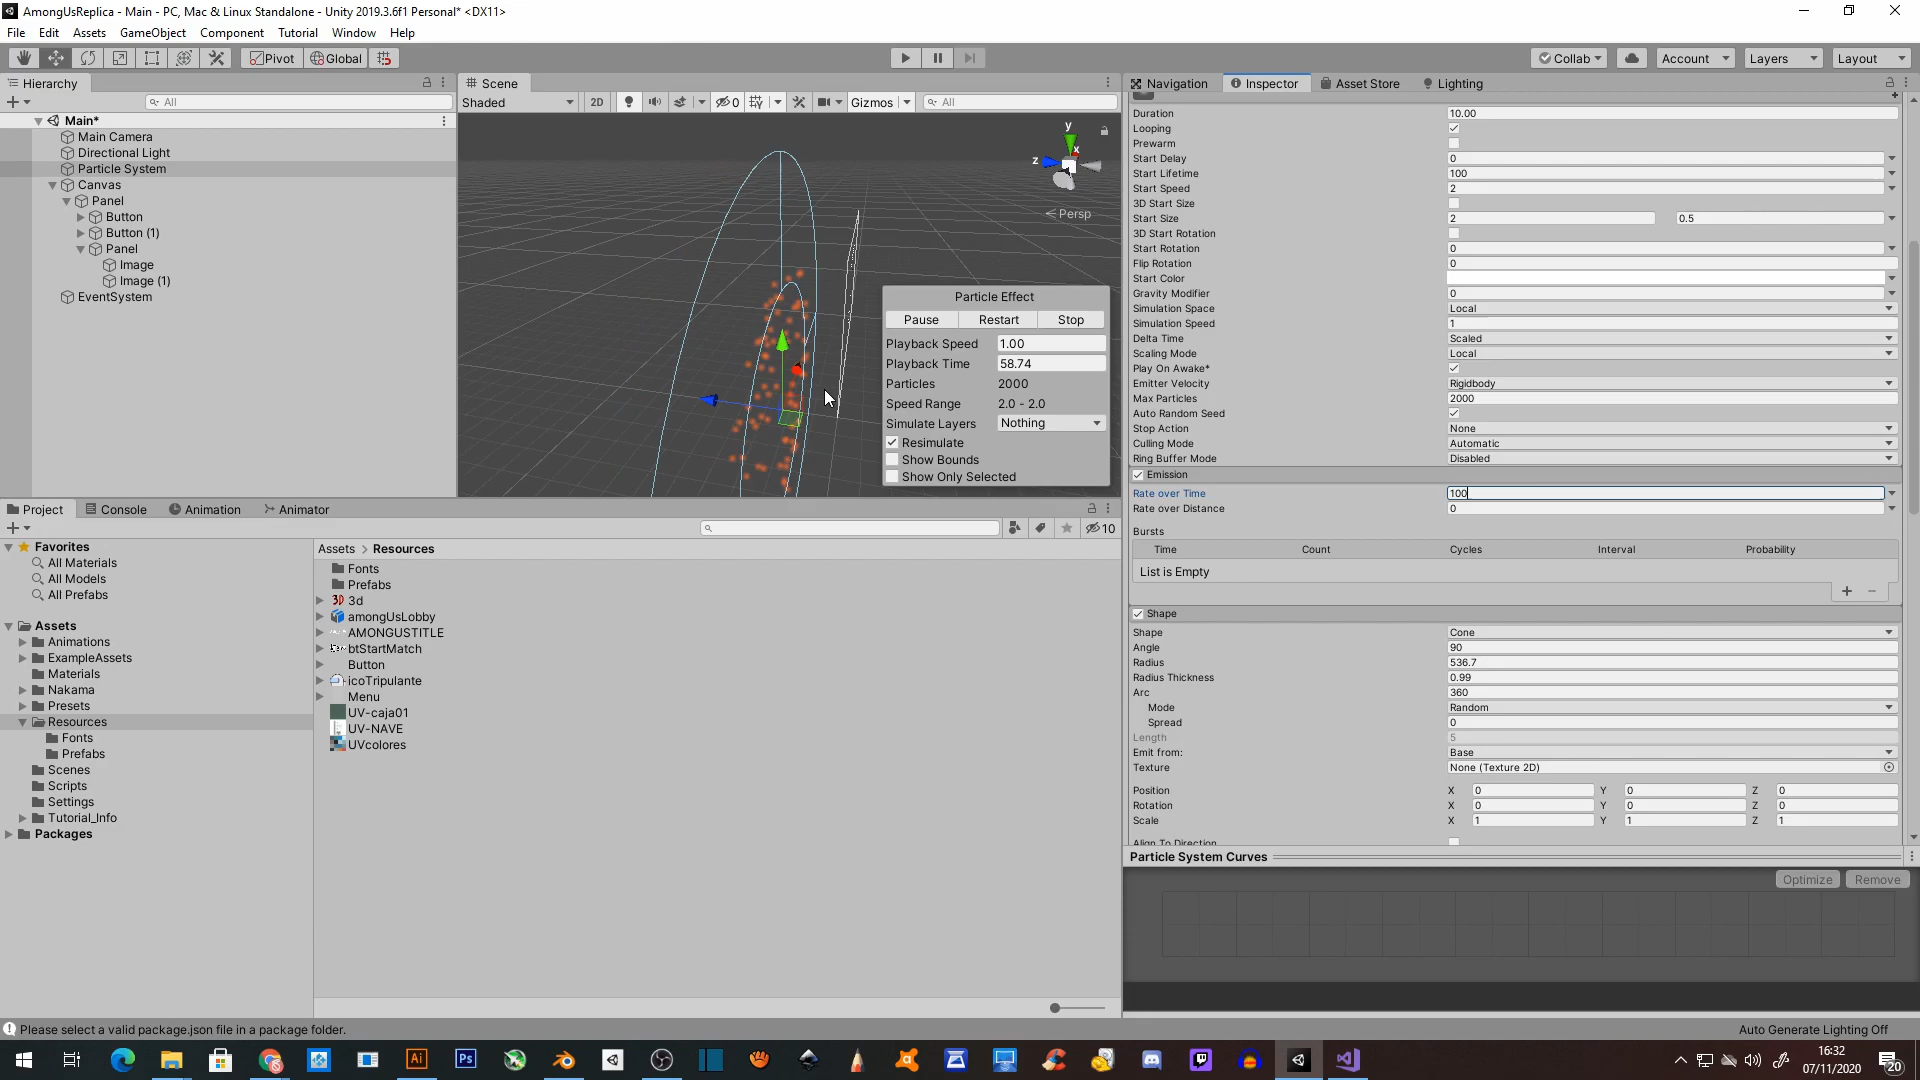 AmongUsReplica - Main - PC, Mac & Linux Standalone - Unity 2019.3.6f1 Personal* <DX11>
File Edit Assets GameObject Component Tutorial Window Help
Pivot Global Collab Account Layers Layout
Hierarchy
All
Main*
Main Camera
Directional Light
Particle System
Canvas
Panel
Button
Button (1)
Panel
Image
Image (1)
EventSystem
Scene
Shaded 2D 0 Gizmos All
y
x
z
Persp
Particle Effect
Pause Restart Stop
Playback Speed 1.00
Playback Time 58.74
Particles 2000
Speed Range 2.0 - 2.0
Simulate Layers Nothing
Resimulate
Show Bounds
Show Only Selected
Navigation Inspector Asset Store Lighting
Duration 10.00
Looping
Prewarm
Start Delay 0
Start Lifetime 100
Start Speed 2
3D Start Size
Start Size 2 0.5
3D Start Rotation
Start Rotation 0
Flip Rotation 0
Start Color
Gravity Modifier 0
Simulation Space Local
Simulation Speed 1
Delta Time Scaled
Scaling Mode Local
Play On Awake*
Emitter Velocity Rigidbody
Max Particles 2000
Auto Random Seed
Stop Action None
Culling Mode Automatic
Ring Buffer Mode Disabled
Emission
Rate over Time 100
Rate over Distance 0
Bursts
Time Count Cycles Interval Probability
List is Empty
Shape
Shape Cone
Angle 90
Radius 536.7
Radius Thickness 0.99
Arc 360
Mode Random
Spread 0
Length 5
Emit from: Base
Texture None (Texture 2D)
Position X 0 Y 0 Z 0
Rotation X 0 Y 0 Z 0
Scale X 1 Y 1 Z 1
Align To Direction
Particle System Curves
Optimize Remove
Project Console Animation Animator
10
Favorites
All Materials
All Models
All Prefabs
Assets
Animations
ExampleAssets
Materials
Nakama
Presets
Resources
Fonts
Prefabs
Scenes
Scripts
Settings
Tutorial_Info
Packages
Assets > Resources
Fonts
Prefabs
3d
amongUsLobby
AMONGUSTITLE
btStartMatch
Button
icoTripulante
Menu
UV-caja01
UV-NAVE
UVcolores
Please select a valid package.json file in a package folder.
Auto Generate Lighting Off
Ai Ps
16:32
07/11/2020
20